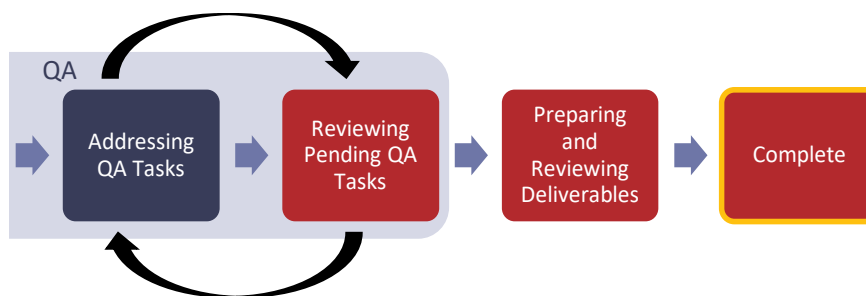 QA
Addressing
QA Tasks
Reviewing
Pending QA
Tasks
Preparing
and
Reviewing
Deliverables
Complete